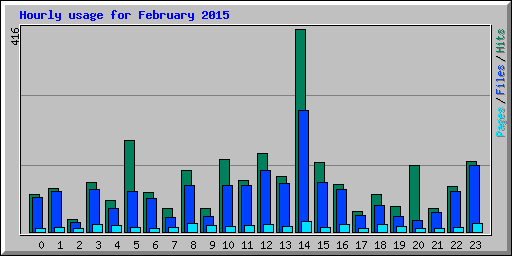 Hourly usage for February 2015
416
Pages / Files / Hits
0 1 2 3 4 5 6 7 8 9 10 11 12 13 14 15 16 17 18 19 20 21 22 23